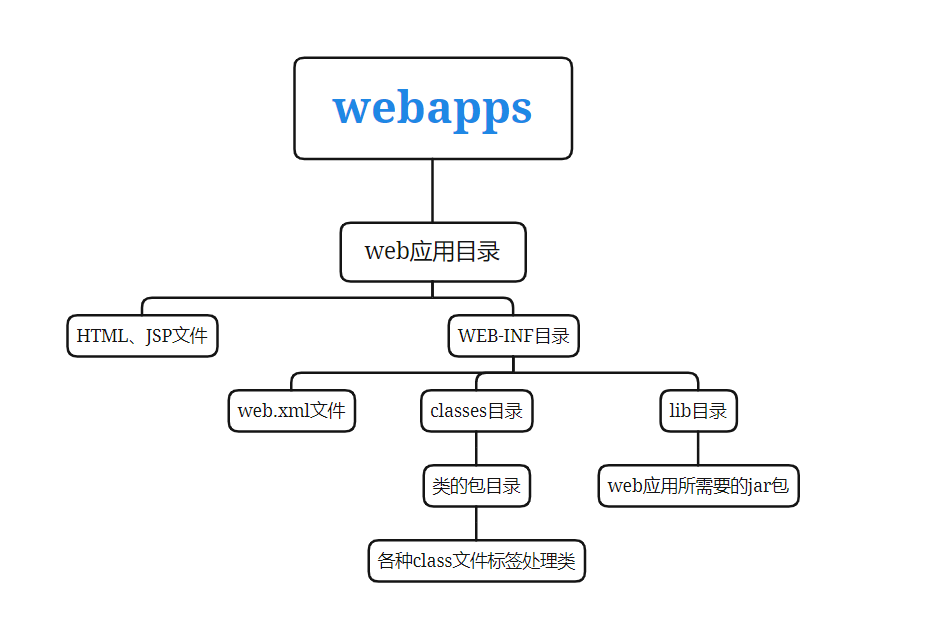 webapps
web应用目录
HTML、JSP文件
WEB-INF目录
web.xml文件
classes目录
lib目录
类的包目录
web应用所需要的jar包
各种class文件标签处理类